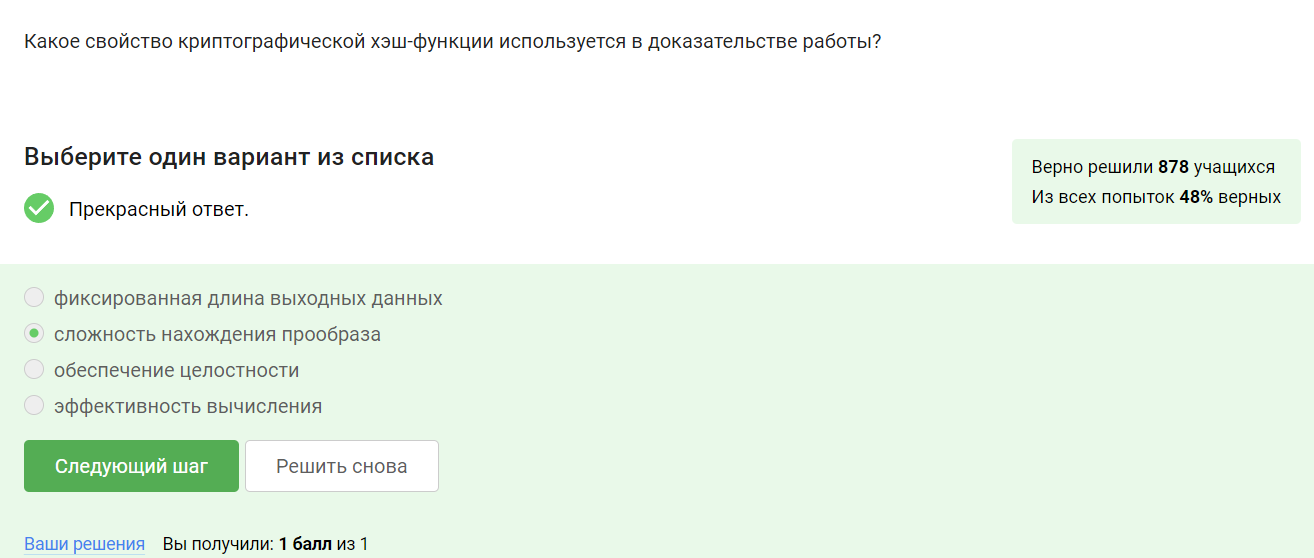 Какое свойство криптографической хэш-функции используется в доказательстве работы?
Выберите один вариант из списка
Прекрасный ответ.
Верно решили 878 учащихся
Из всех попыток 48% верных
фиксированная длина выходных данных
сложность нахождения прообраза
обеспечение целостности
эффективность вычисления
Следующий шаг
Решить снова
Ваши решения Вы получили: 1 балл из 1